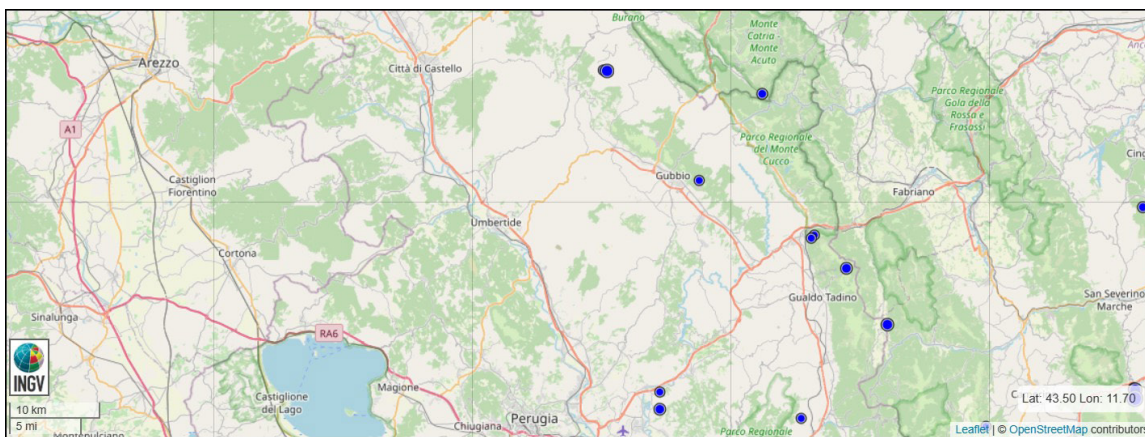 Burano
Monte
Catria -
Monte
Acuto
Arezzo
Città di Castello
A1
Parco Regionale
Gola della
Rossa e
Frasassi
Parco Regionale
del Monte
Cucco
Castiglion
Fiorentino
Gubbio
Fabriano
Umbertide
Cortona
Gualdo Tadino
San Severino
Marche
Sinalunga
RA6
INGV
Castiglione
del Lago
Magione
Perugia
Chiugiana
Parco Regionale
10 km
5 mi
Montepulciano
Lat: 43.50 Lon: 11.70
Leaflet | © OpenStreetMap contributors